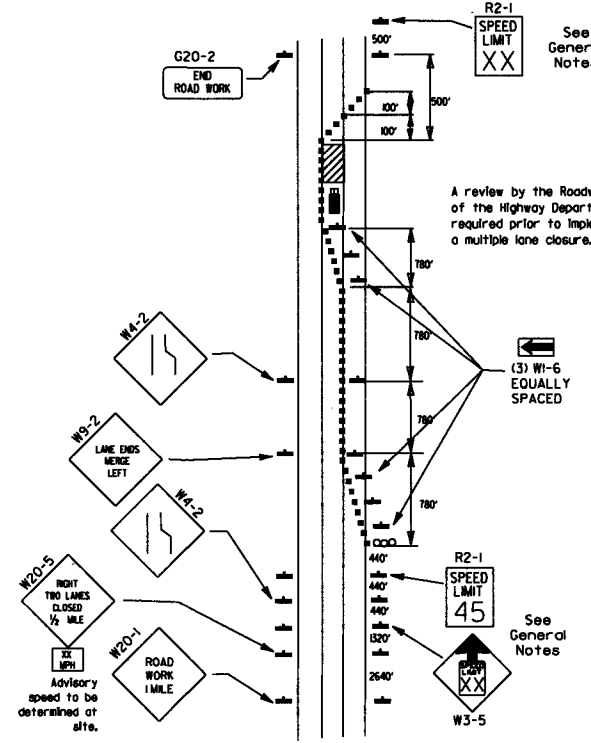 R2-1
SPEED
LIMIT
XX
See
General
Notes
500'
G20-2
END
ROAD WORK
100'
500'
100'
A review by the Roadw
of the Highway Depart
required prior to imple
a multiple lane closure.
780'
780'
W4-2
(3) W1-6
EQUALLY
SPACED
780'
W9-2
LANE ENDS
MERGE
LEFT
780'
W4-2
440'
R2-1
SPEED
LIMIT
45
440'
440'
W20-5
RIGHT
TWO LANES
CLOSED
1/2 MILE
XX
MPH
Advisory
speed to be
determined at
site.
W20-1
ROAD
WORK
1 MILE
1320'
See
General
Notes
2640'
SPEED
LIMIT
XX
W3-5